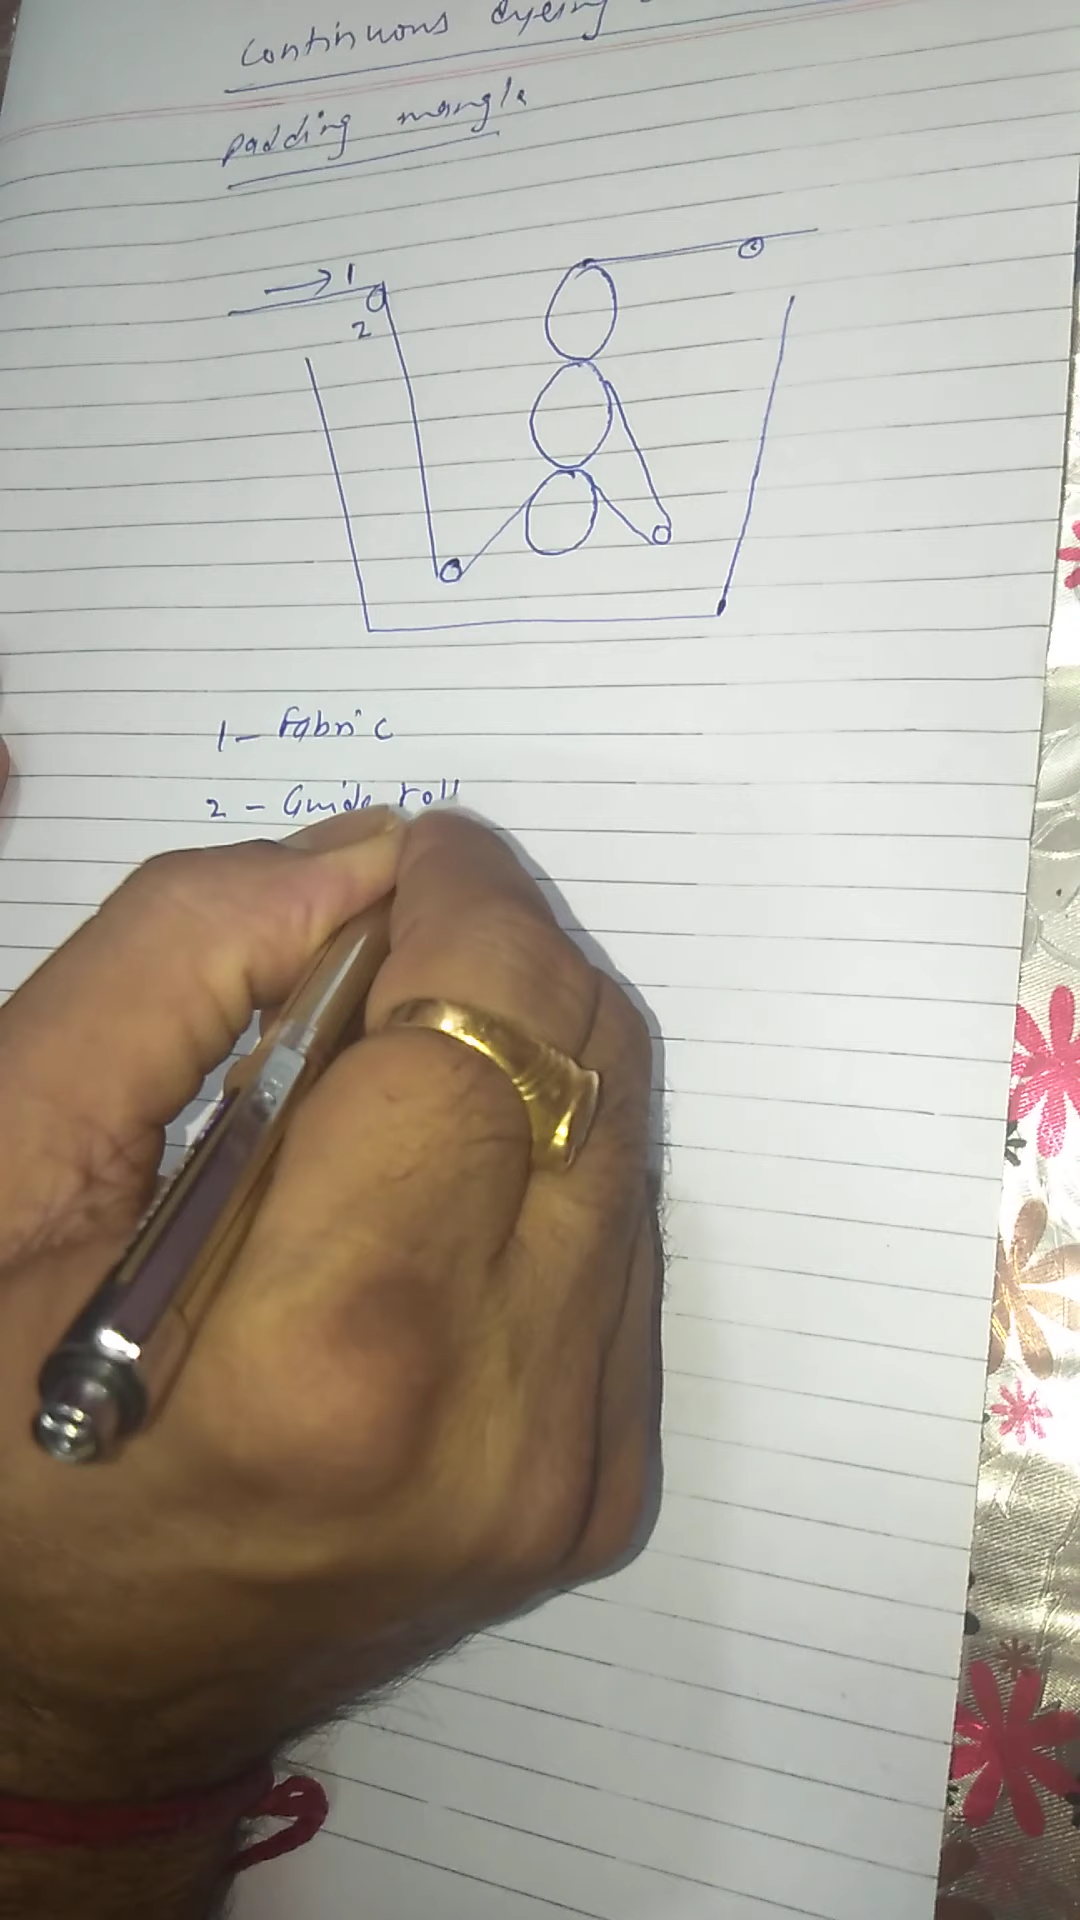 Continuous dyeing
padding mangle
1
2
1 - Fabric
2 - Guide roll